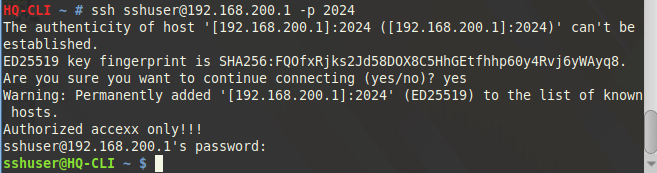 HQ-CLI ~ # ssh sshuser@192.168.200.1 -p 2024
The authenticity of host '[192.168.200.1]:2024 ([192.168.200.1]:2024)' can't be
established.
ED25519 key fingerprint is SHA256:FQOfxRjks2Jd58DOX8C5HhGEtfhhp60y4Rvj6yWAyq8.
Are you sure you want to continue connecting (yes/no)? yes
Warning: Permanently added '[192.168.200.1]:2024' (ED25519) to the list of known
hosts.
Authorized accexx only!!!
sshuser@192.168.200.1's password:
sshuser@HQ-CLI ~ $